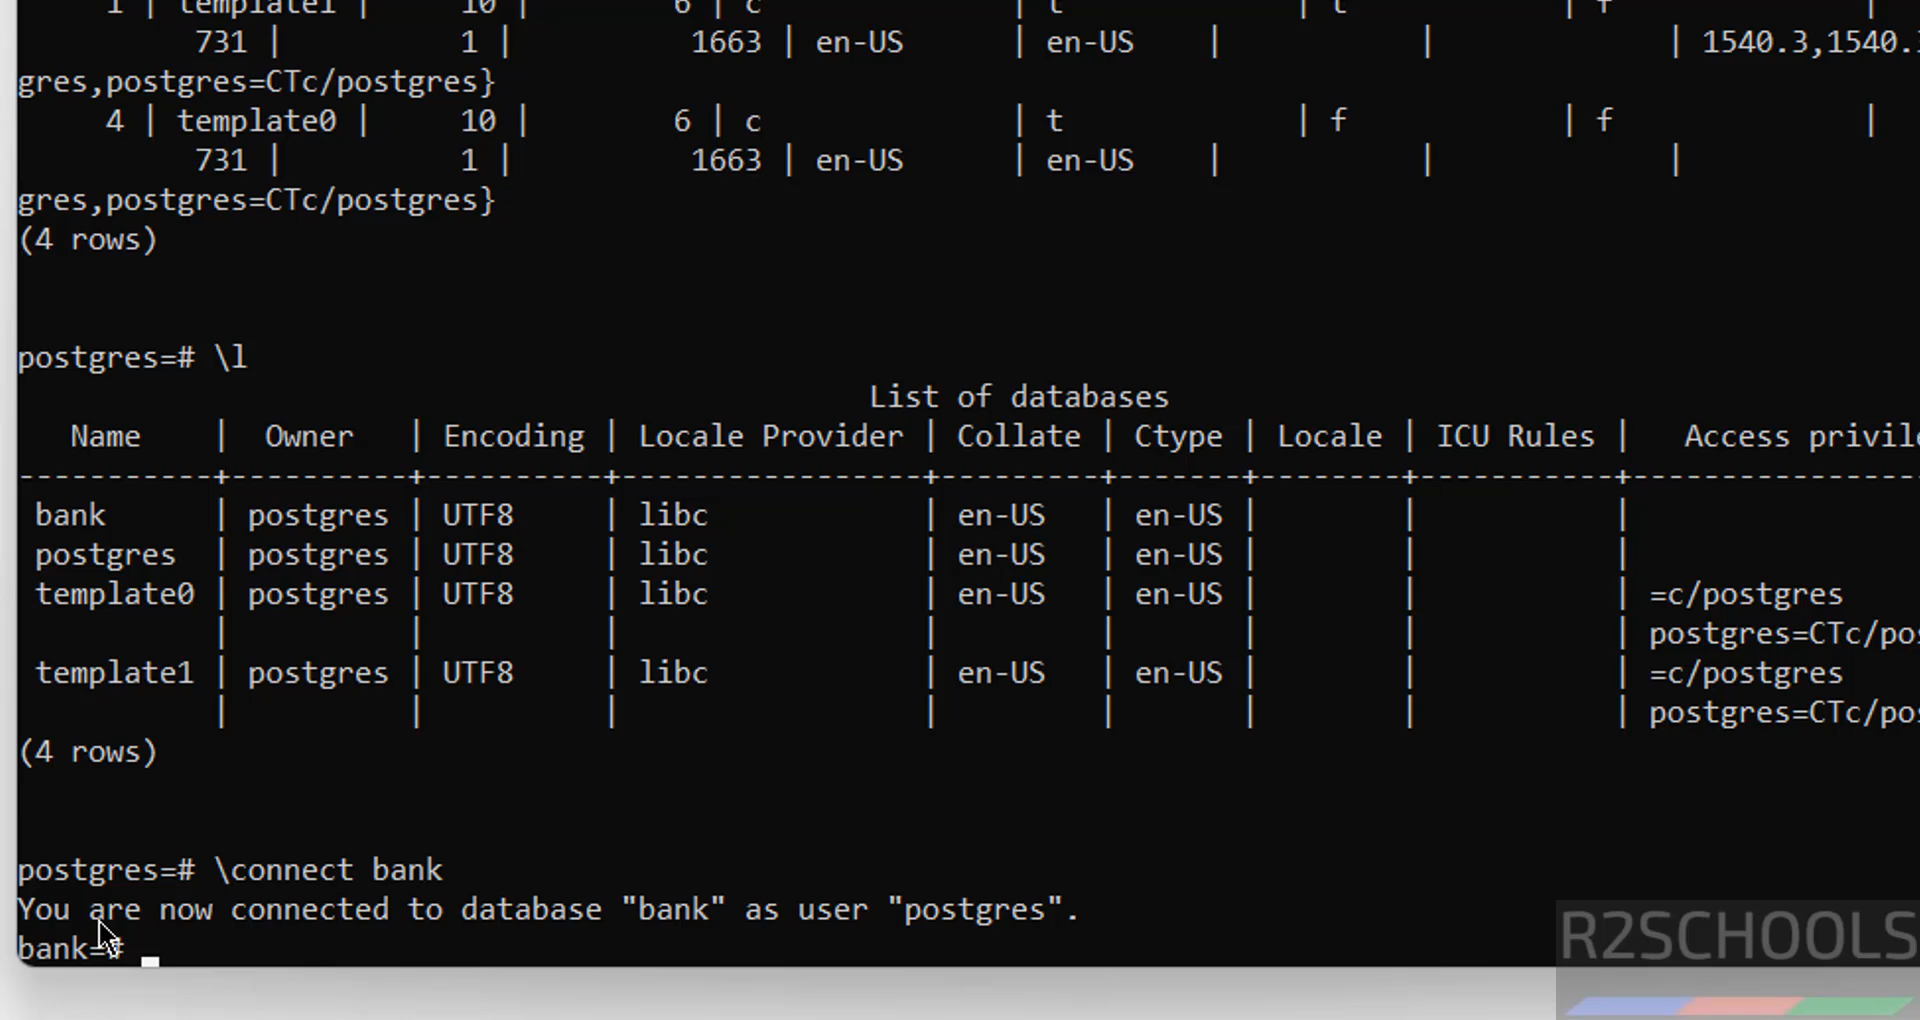 1 | template1 | 10 | 6 | c | t | t | f |
731 | 1 | 1663 | en-US | en-US | | | 1540.3,1540.
gres,postgres=CTc/postgres}
4 | template0 | 10 | 6 | c | t | f | f |
731 | 1 | 1663 | en-US | en-US | | |
gres,postgres=CTc/postgres}
(4 rows)
postgres=# \l
List of databases
Name | Owner | Encoding | Locale Provider | Collate | Ctype | Locale | ICU Rules | Access privile
-----------+----------+----------+-----------------+---------+-------+--------+-----------+----------------
bank | postgres | UTF8 | libc | en-US | en-US | | |
postgres | postgres | UTF8 | libc | en-US | en-US | | |
template0 | postgres | UTF8 | libc | en-US | en-US | | | =c/postgres
| | | | | | | | postgres=CTc/pos
template1 | postgres | UTF8 | libc | en-US | en-US | | | =c/postgres
| | | | | | | | postgres=CTc/pos
(4 rows)
postgres=# \connect bank
You are now connected to database "bank" as user "postgres".
bank=#
R2SCHOOLS